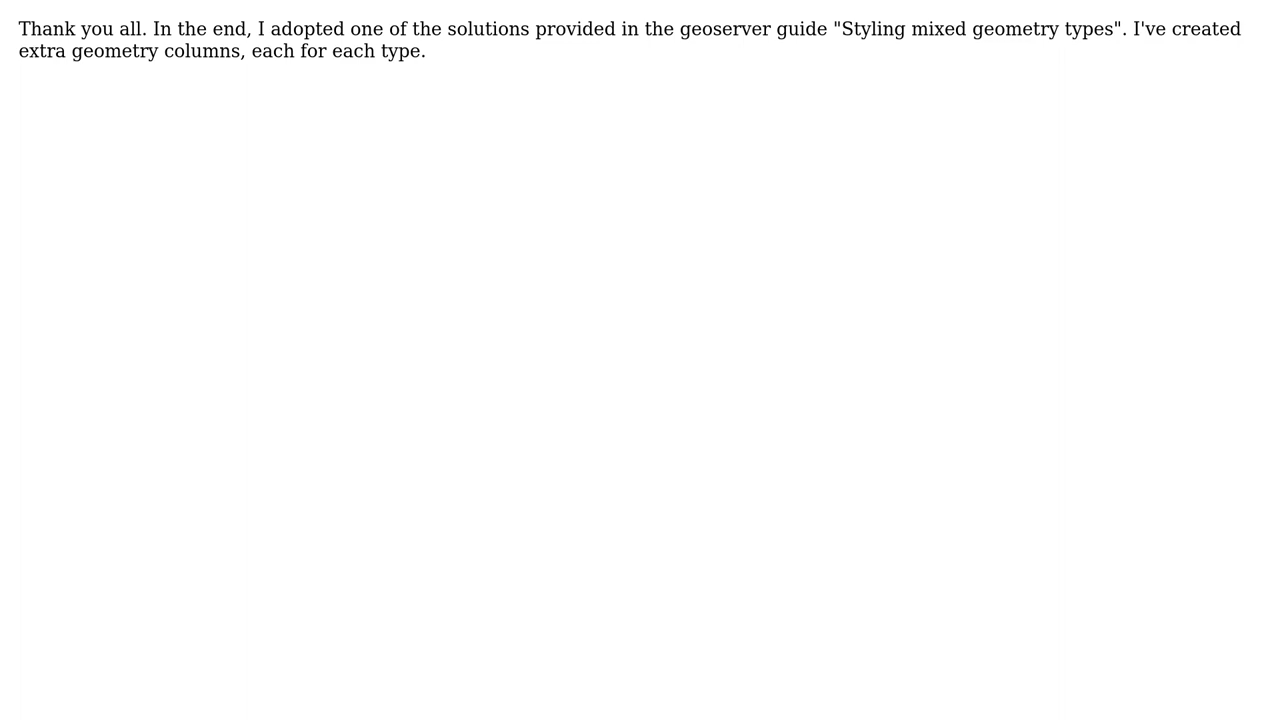 Thank you all. In the end, I adopted one of the solutions provided in the geoserver guide "Styling mixed geometry types". I've created
extra geometry columns, each for each type.